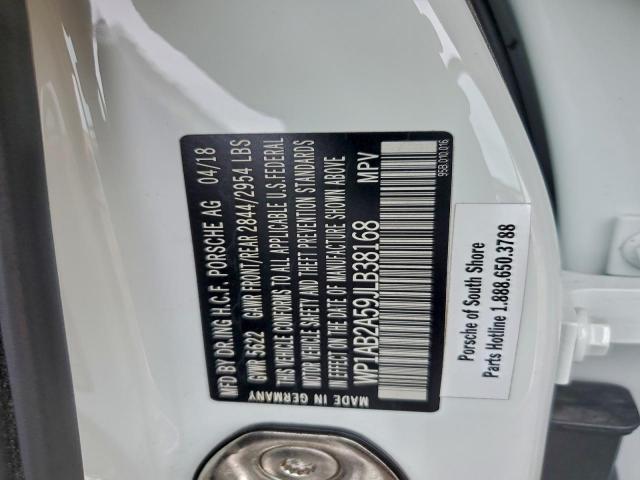 MFD BY DR.ING H.C.F. PORSCHE AG 04/18
GVWR 5622 GAWR FRONT/REAR 2844/2954 LBS
THIS VEHICLE CONFORMS TO ALL APPLICABLE U.S.FEDERAL
MOTOR VEHICLE SAFETY AND THEFT PREVENTION STANDARDS
IN EFFECT ON THE DATE OF MANUFACTURE SHOWN ABOVE
WP1AB2A59JLB38168 MPV
MADE IN GERMANY
95B.010.016
Porsche of South Shore
Parts Hotline 1.888.650.3788